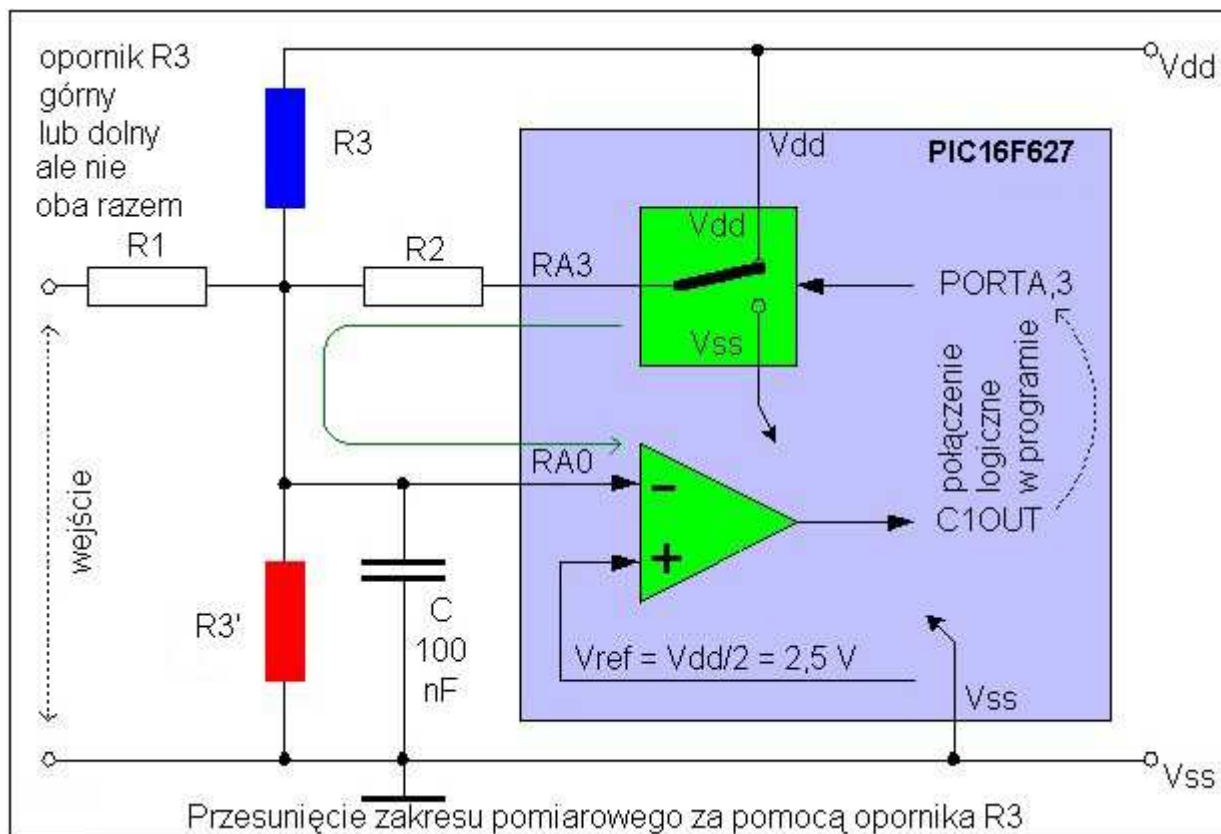 opornik R3
górny
lub dolny
ale nie
oba razem
R3
Vdd
Vdd
PIC16F627
R1
R2
RA3
Vdd
Vss
PORTA,3
połączenie
logiczne
w programie
RA0
-
+
C1OUT
wejście
R3'
C
100
nF
Vref = Vdd/2 = 2,5 V
Vss
Vss
Przesunięcie zakresu pomiarowego za pomocą opornika R3